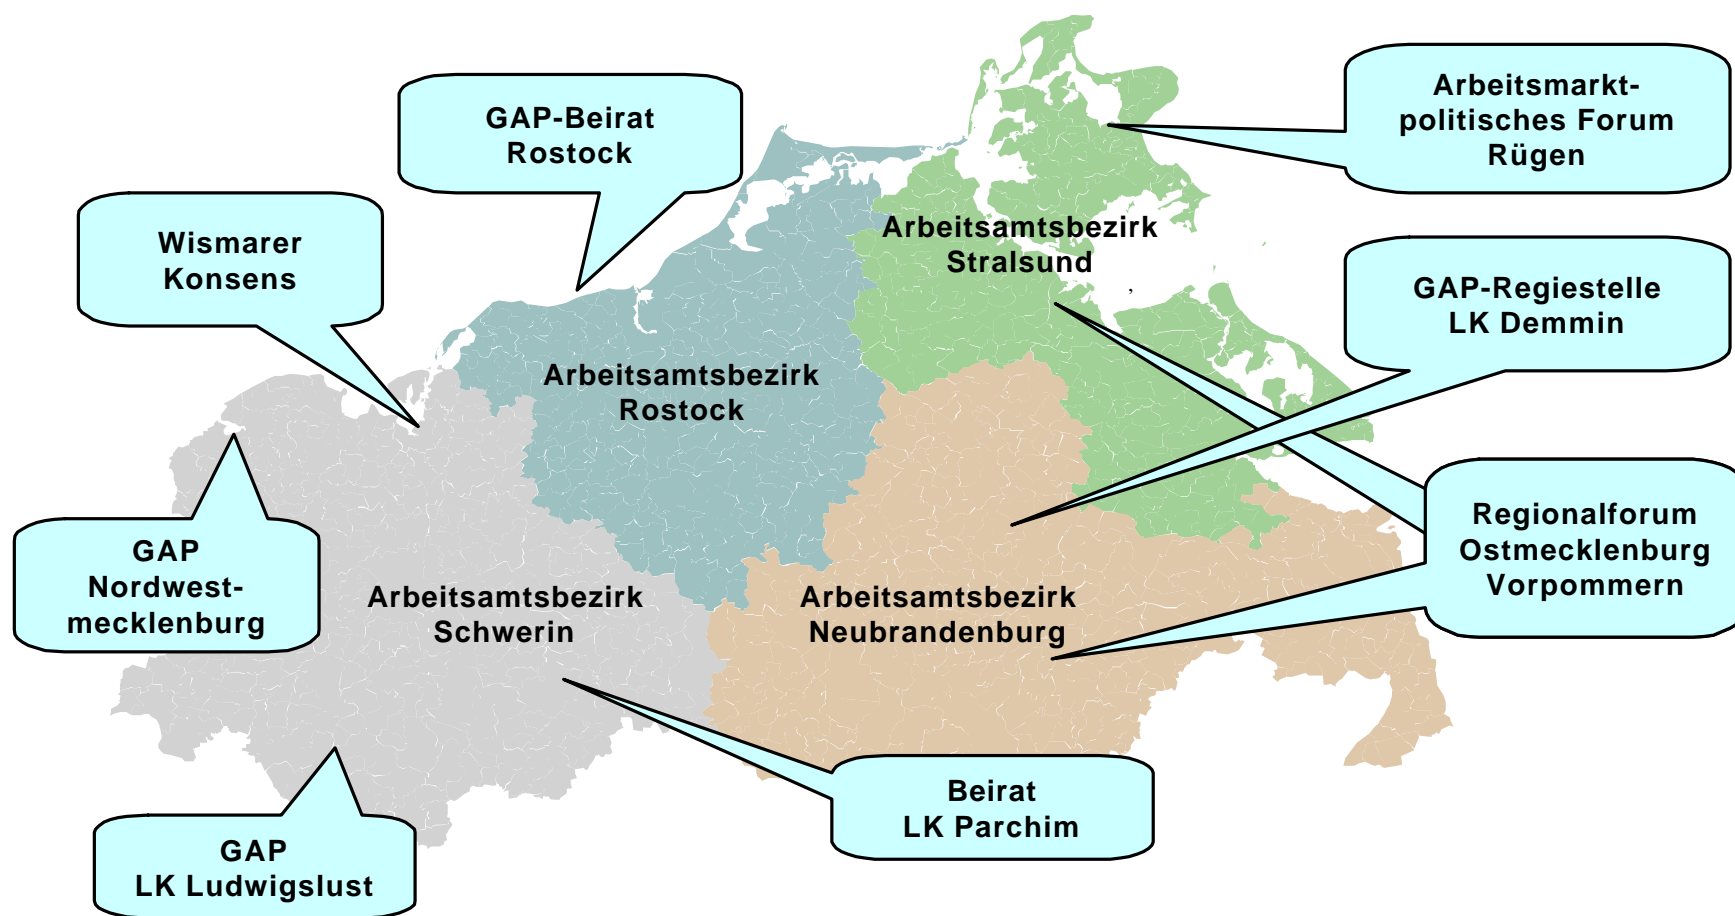 GAP-Beirat
Rostock
Arbeitsmarkt-
politisches Forum
Rügen
Wismarer
Konsens
Arbeitsamtsbezirk
Stralsund
GAP-Regiestelle
LK Demmin
,
Arbeitsamtsbezirk
Rostock
GAP
Nordwest-
mecklenburg
Regionalforum
Ostmecklenburg
Vorpommern
Arbeitsamtsbezirk
Schwerin
Arbeitsamtsbezirk
Neubrandenburg
Beirat
LK Parchim
GAP
LK Ludwigslust